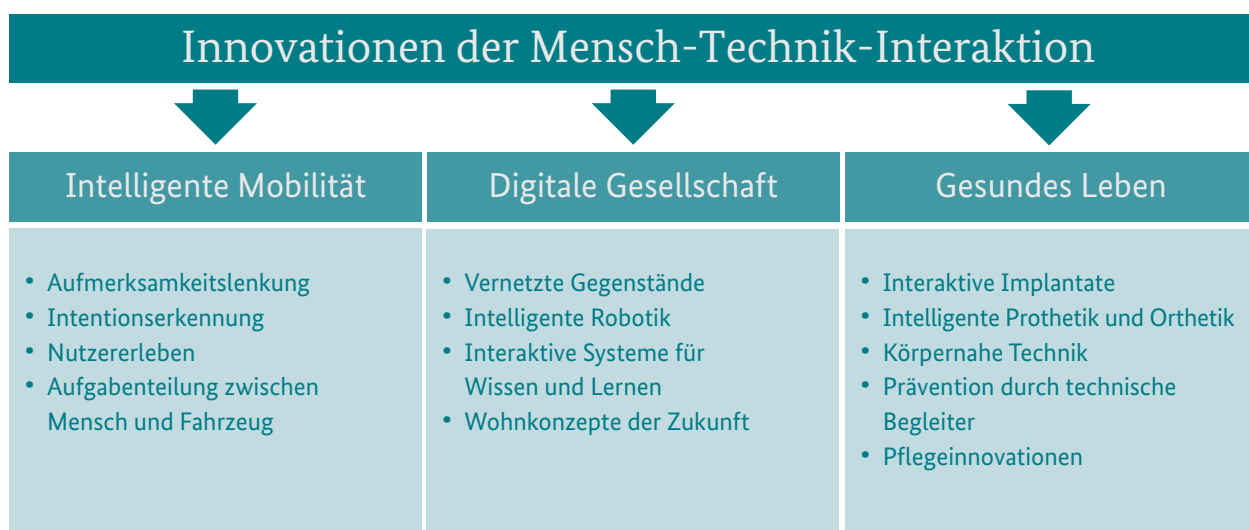 Innovationen der Mensch-Technik-Interaktion
Intelligente Mobilität
• Aufmerksamkeitslenkung
• Intentionserkennung
• Nutzererleben
• Aufgabenteilung zwischen
Mensch und Fahrzeug
Digitale Gesellschaft
• Vernetzte Gegenstände
• Intelligente Robotik
• Interaktive Systeme für
Wissen und Lernen
• Wohnkonzepte der Zukunft
Gesundes Leben
• Interaktive Implantate
• Intelligente Prothetik und Orthetik
• Körpernahe Technik
• Prävention durch technische
Begleiter
• Pflegeinnovationen